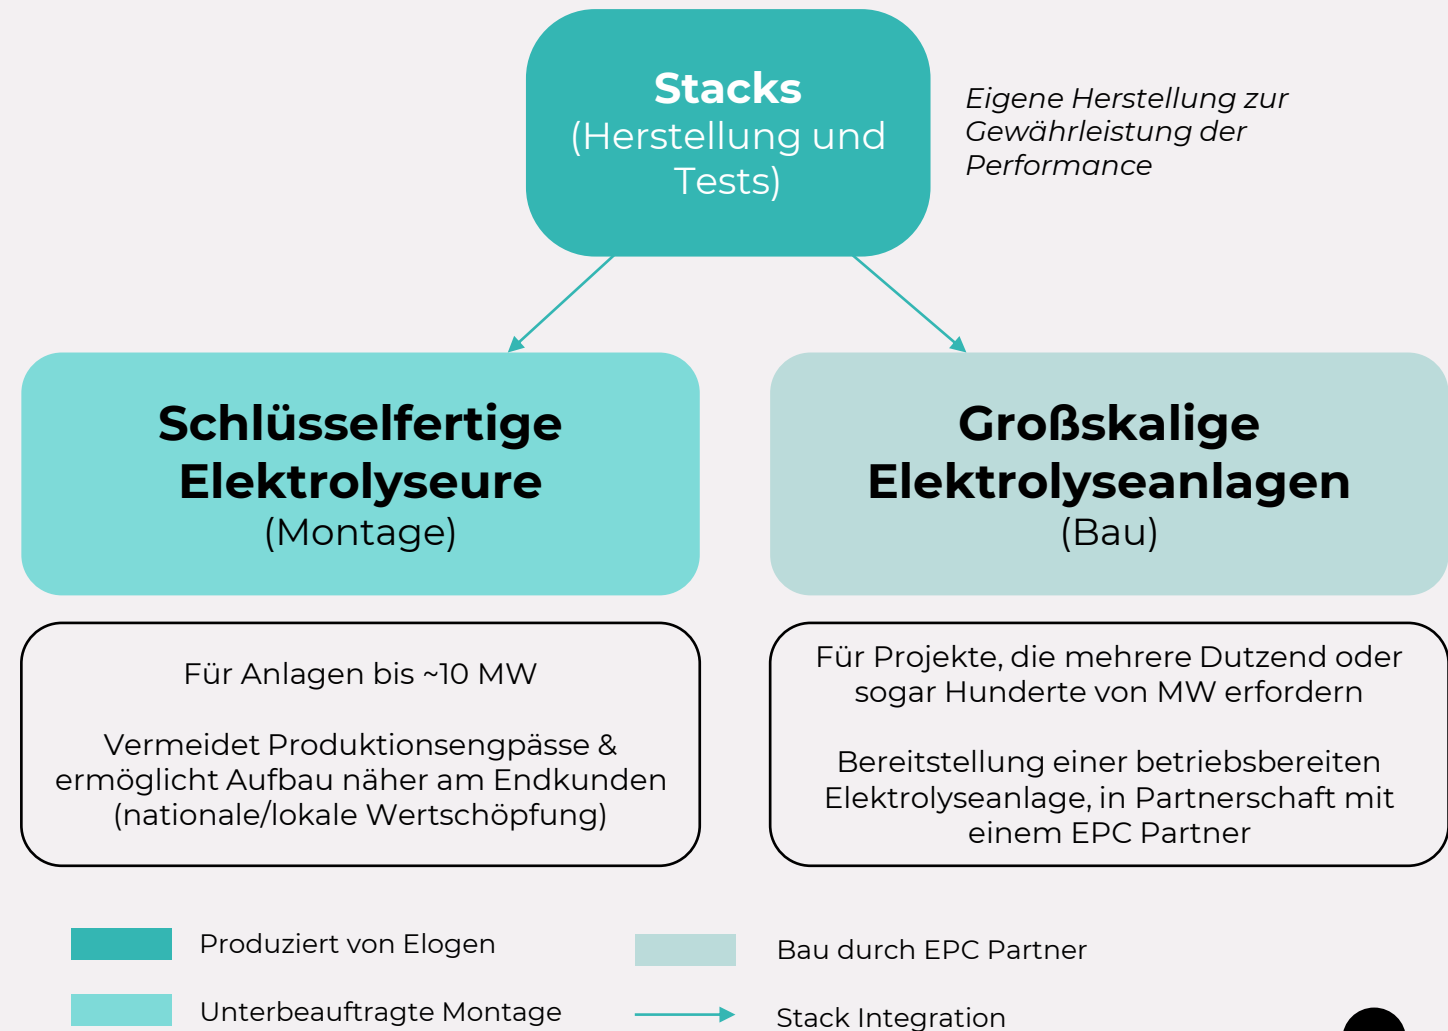 Stacks
(Herstellung und
Tests)
Eigene Herstellung zur
Gewährleistung der
Performance
Schlüsselfertige
Elektrolyseure
(Montage)
Großskalige
Elektrolyseanlagen
(Bau)
Für Anlagen bis ~10 MW
Vermeidet Produktionsengpässe &
ermöglicht Aufbau näher am Endkunden
(nationale/lokale Wertschöpfung)
Für Projekte, die mehrere Dutzend oder
sogar Hunderte von MW erfordern
Bereitstellung einer betriebsbereiten
Elektrolyseanlage, in Partnerschaft mit
einem EPC Partner
Produziert von Elogen
Unterbeauftragte Montage
Bau durch EPC Partner
Stack Integration